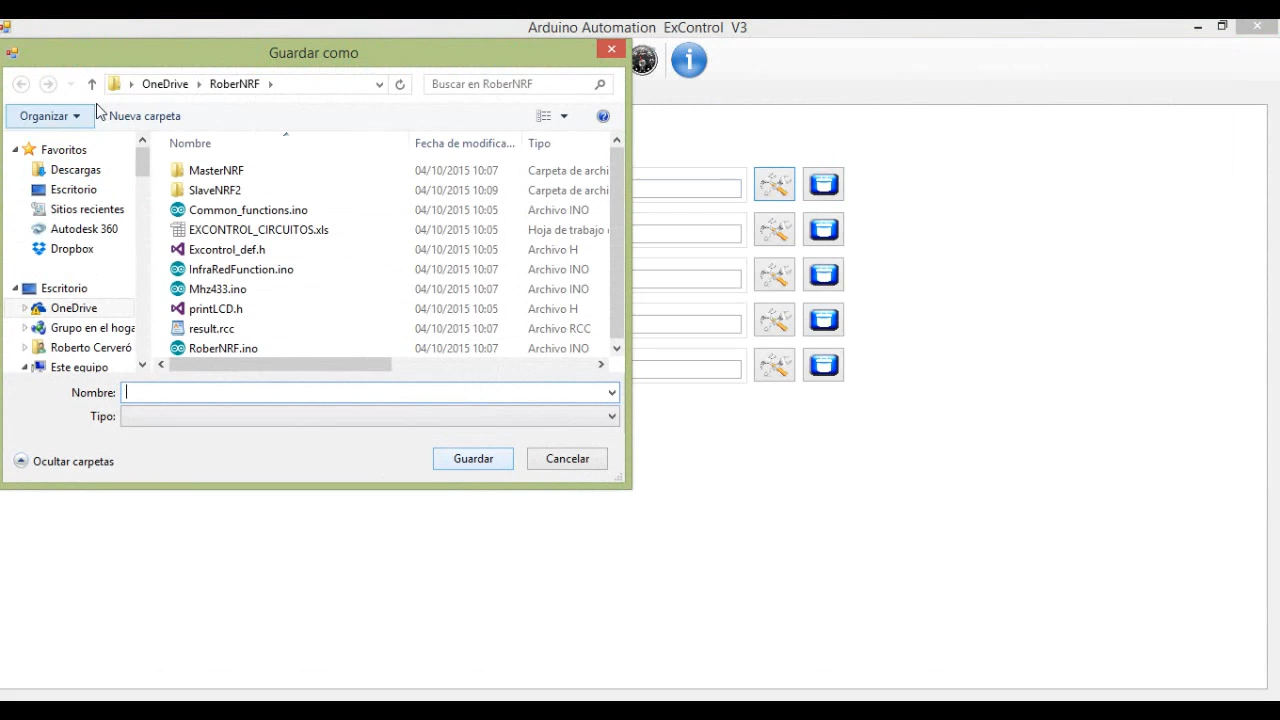 Arduino Automation ExControl V3
Guardar como
OneDrive
RoberNRF
Buscar en RoberNRF
Organizar
Nueva carpeta
Favoritos
Descargas
Escritorio
Sitios recientes
Autodesk 360
Dropbox
Escritorio
OneDrive
Grupo en el hoga
Roberto Cerveró
Este equipo
Nombre Fecha de modifica... Tipo
MasterNRF 04/10/2015 10:07 Carpeta de archi
SlaveNRF2 04/10/2015 10:09 Carpeta de archi
Common_functions.ino 04/10/2015 10:05 Archivo INO
EXCONTROL_CIRCUITOS.xls 04/10/2015 10:05 Hoja de trabajo
Excontrol_def.h 04/10/2015 10:05 Archivo H
InfraRedFunction.ino 04/10/2015 10:07 Archivo INO
Mhz433.ino 04/10/2015 10:07 Archivo INO
printLCD.h 04/10/2015 10:05 Archivo H
result.rcc 04/10/2015 10:07 Archivo RCC
RoberNRF.ino 04/10/2015 10:07 Archivo INO
Nombre:
Tipo:
Ocultar carpetas
Guardar
Cancelar